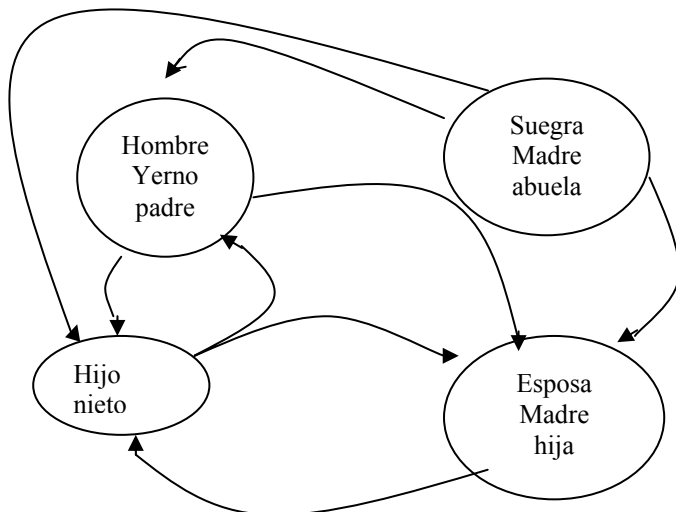 Hombre
Yerno
padre
Suegra
Madre
abuela
Hijo
nieto
Esposa
Madre
hija